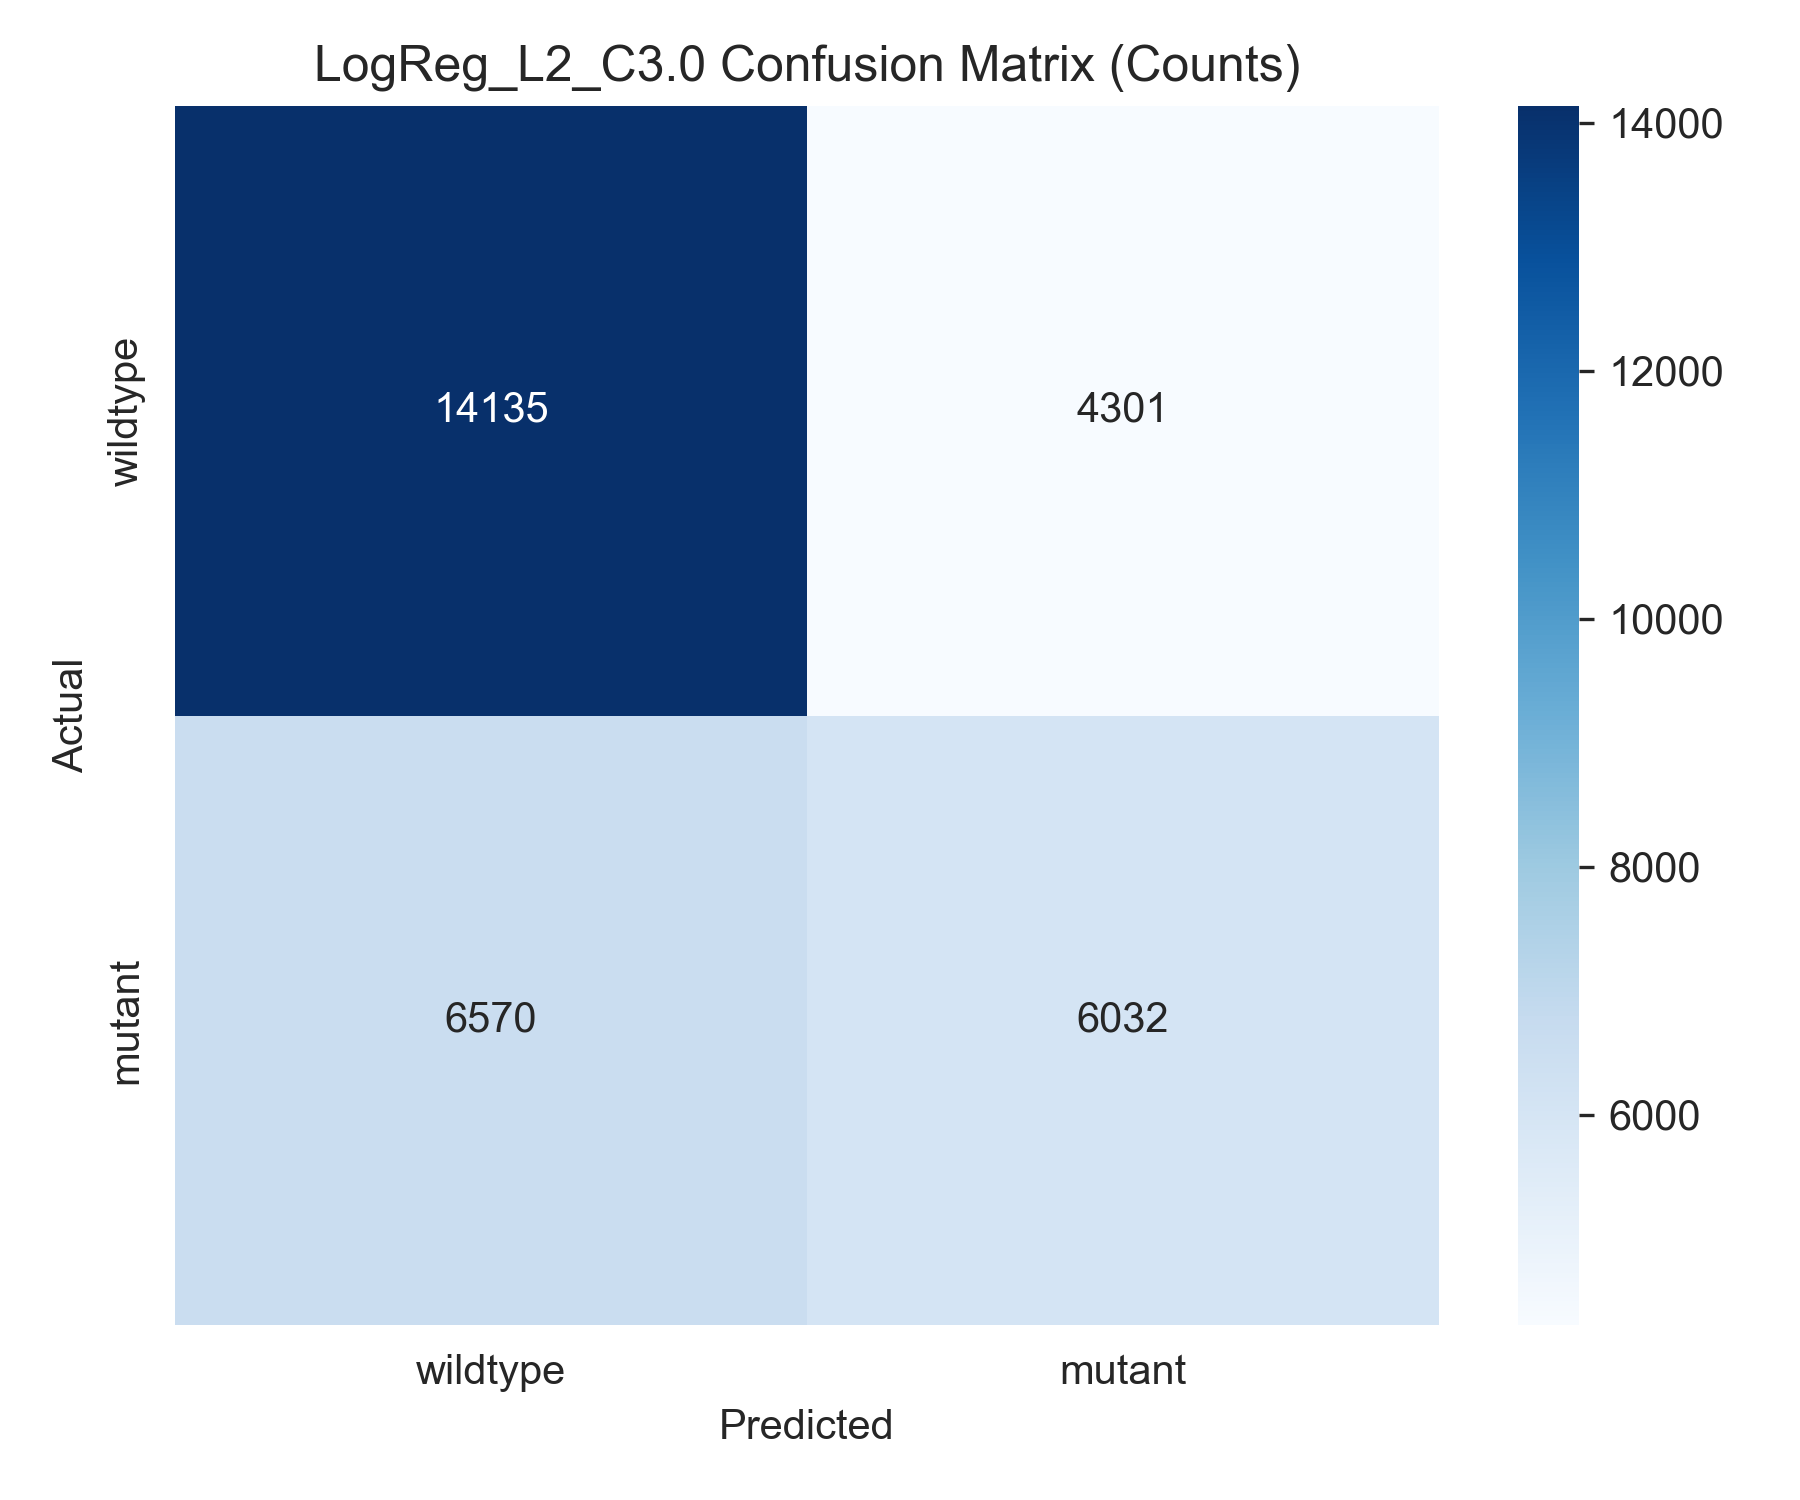 LogReg_L2_C3.0 Confusion Matrix (Counts)
14000
12000
10000
8000
6000
Actual
wildtype
14135
4301
mutant
6570
6032
wildtype
mutant
Predicted